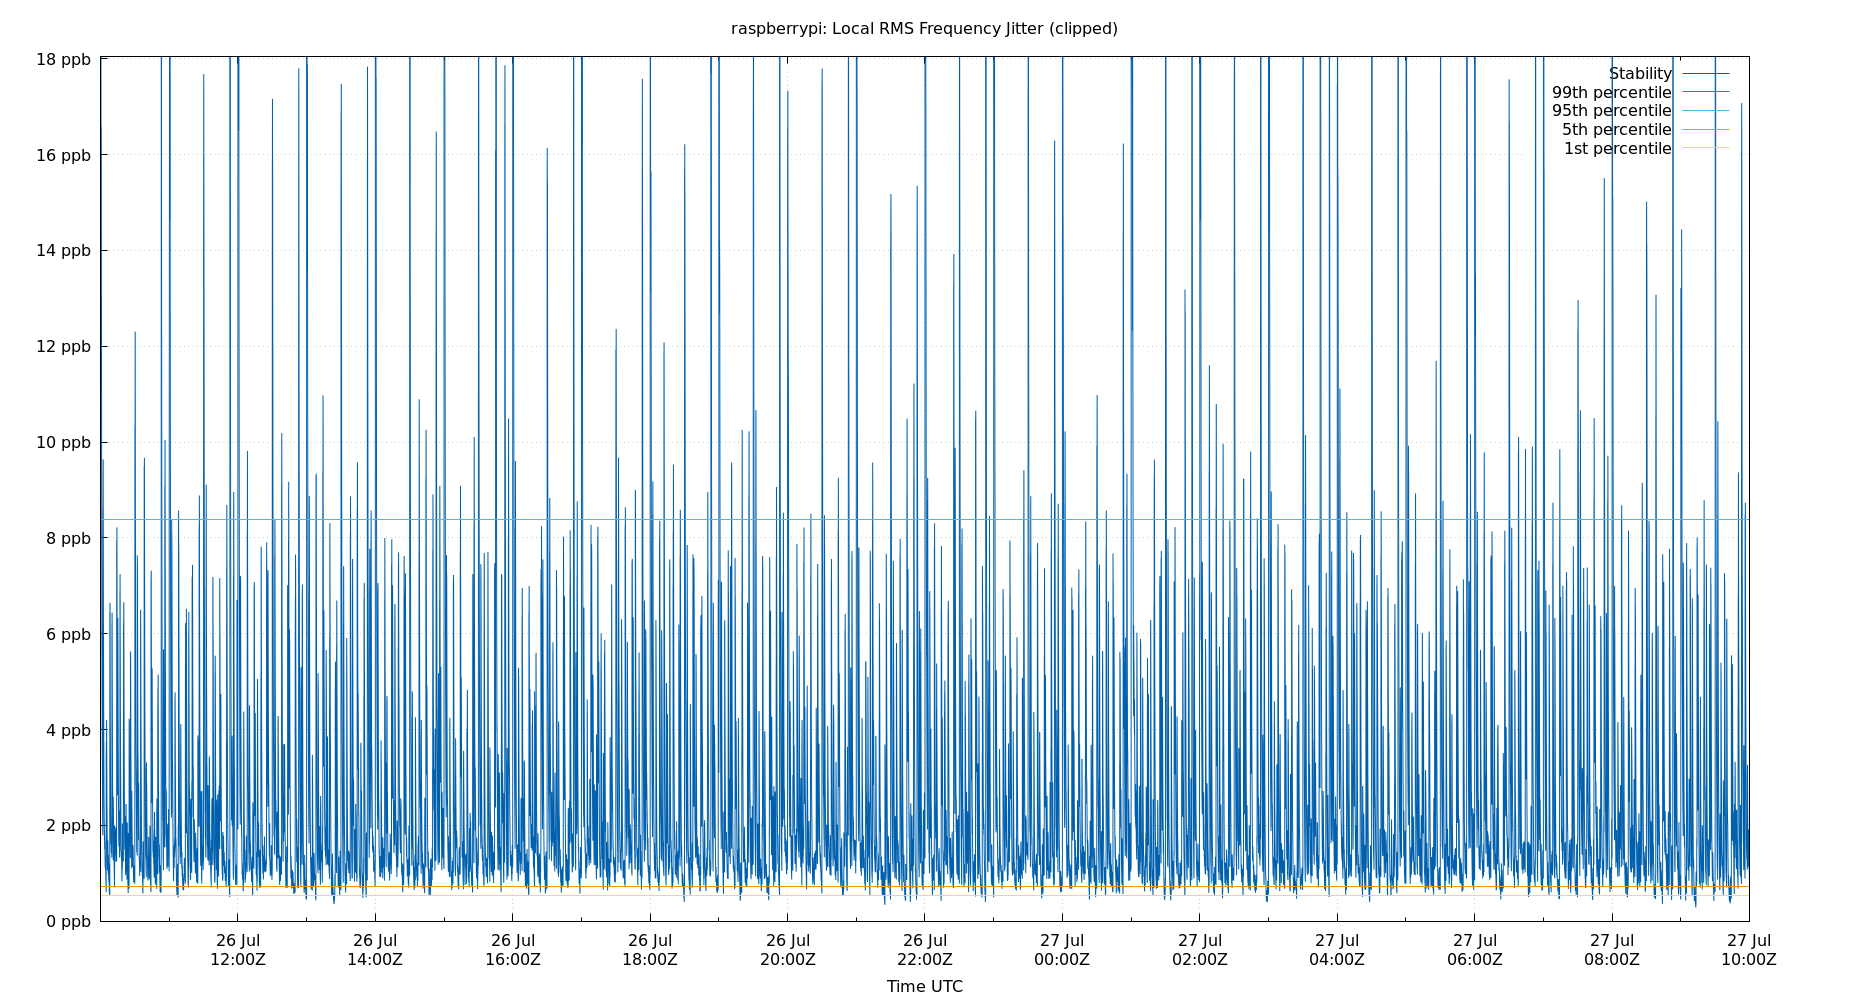 raspberrypi: Local RMS Frequency Jitter (clipped)
18 ppb
16 ppb
14 ppb
12 ppb
10 ppb
8 ppb
6 ppb
4 ppb
2 ppb
0 ppb
Stability
99th percentile
95th percentile
5th percentile
1st percentile
26 Jul 26 Jul 26 Jul 26 Jul 26 Jul 26 Jul 27 Jul 27 Jul 27 Jul 27 Jul 27 Jul 27 Jul
12:00Z 14:00Z 16:00Z 18:00Z 20:00Z 22:00Z 00:00Z 02:00Z 04:00Z 06:00Z 08:00Z 10:00Z
Time UTC